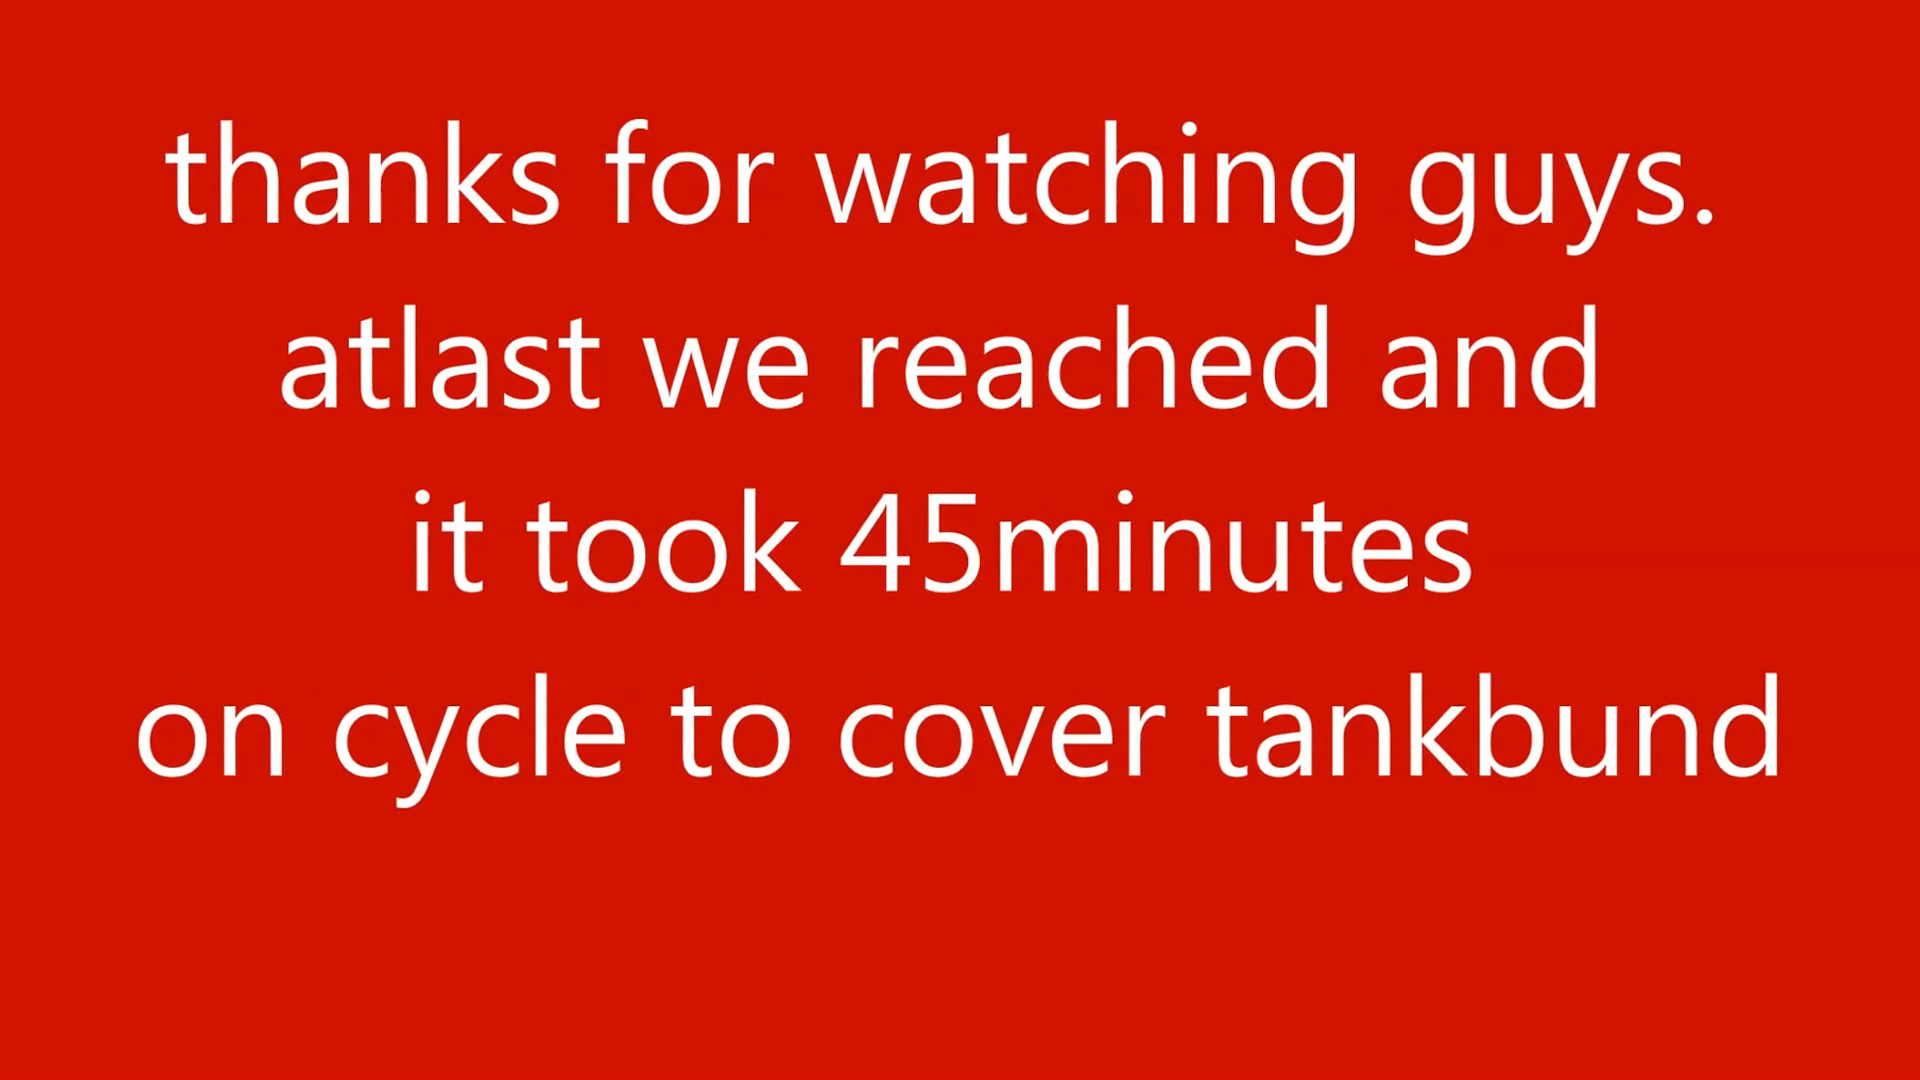 thanks for watching guys.
atlast we reached and
it took 45minutes
on cycle to cover tankbund